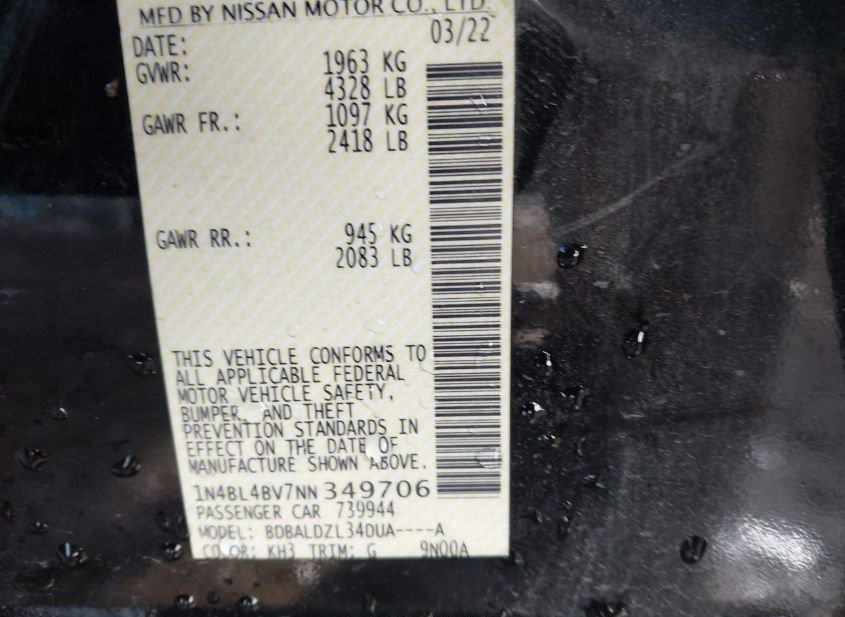 MFD BY NISSAN MOTOR CO., LTD.
DATE: 03/22
GVWR: 1963 KG
4328 LB
GAWR FR.: 1097 KG
2418 LB
GAWR RR.: 945 KG
2083 LB
THIS VEHICLE CONFORMS TO
ALL APPLICABLE FEDERAL
MOTOR VEHICLE SAFETY,
BUMPER, AND THEFT
PREVENTION STANDARDS IN
EFFECT ON THE DATE OF
MANUFACTURE SHOWN ABOVE.
1N4BL4BV7NN349706
PASSENGER CAR 739944
MODEL: BDBALDZL34DUA----A
COLOR: KH3 TRIM: G 9NQ0A